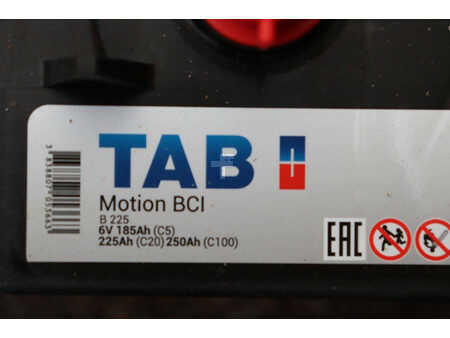 TAB
Motion BCI
B 225
6V 185Ah (C5)
225Ah (C20) 250Ah (C100)
EAC